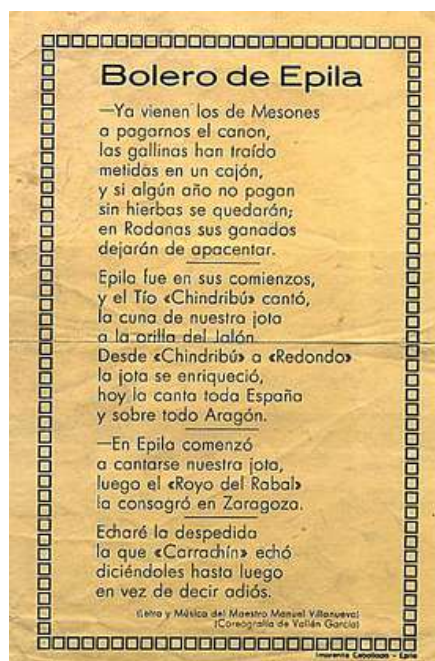 Bolero de Epila
—Ya vienen los de Mesones
a pagarnos el canon,
las gallinas han traído
metidas en un cajón,
y si algún año no pagan
sin hierbas se quedarán;
en Rodanas sus ganados
dejarán de apacentar.
Epila fue en sus comienzos,
y el Tío «Chindribú» cantó,
la cuna de nuestra jota
a la orilla del Jalón.
Desde «Chindribú» a «Redondo»
la jota se enriqueció,
hoy la canta toda España
y sobre todo Aragón.
—En Epila comenzó
a cantarse nuestra jota,
luego el «Royo del Rabal»
la consagró en Zaragoza.
Echaré la despedida
la que «Carrachín» echó
diciéndoles hasta luego
en vez de decir adiós.
(Letra y Música del Maestro Manuel Villanueva)
(Coreografía de Vallén García)
Imprenta Ceballada - Epila